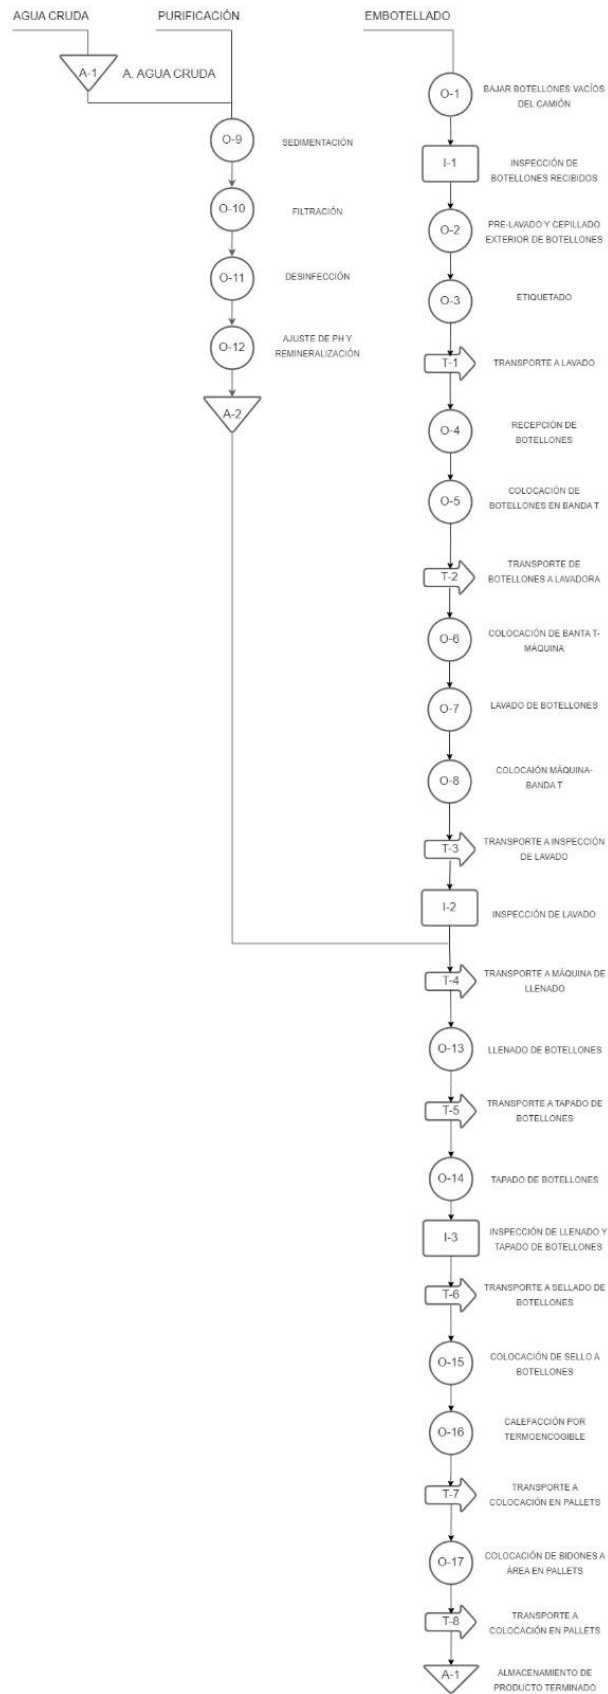 AGUA CRUDA
PURIFICACIÓN
EMBOTELLADO
A-1
A. AGUA CRUDA
O-9
SEDIMENTACIÓN
O-10
FILTRACIÓN
O-11
DESINFECCIÓN
O-12
AJUSTE DE PH Y
REMINERALIZACIÓN
A-2
O-1
BAJAR BOTELLONES VACÍOS
DEL CAMIÓN
I-1
INSPECCIÓN DE
BOTELLONES RECIBIDOS
O-2
PRE-LAVADO Y CEPILLADO
EXTERIOR DE BOTELLONES
O-3
ETIQUETADO
T-1
TRANSPORTE A LAVADO
O-4
RECEPCIÓN DE
BOTELLONES
O-5
COLOCACIÓN DE
BOTELLONES EN BANDA T
T-2
TRANSPORTE DE
BOTELLONES A LAVADORA
O-6
COLOCACIÓN DE BANTA T-
MÁQUINA
O-7
LAVADO DE BOTELLONES
O-8
COLOCAIÓN MÁQUINA-
BANDA T
T-3
TRANSPORTE A INSPECCIÓN
DE LAVADO
I-2
INSPECCIÓN DE LAVADO
T-4
TRANSPORTE A MÁQUINA DE
LLENADO
O-13
LLENADO DE BOTELLONES
T-5
TRANSPORTE A TAPADO DE
BOTELLONES
O-14
TAPADO DE BOTELLONES
I-3
INSPECCIÓN DE LLENADO Y
TAPADO DE BOTELLONES
T-6
TRANSPORTE A SELLADO DE
BOTELLONES
O-15
COLOCACIÓN DE SELLO A
BOTELLONES
O-16
CALEFACCIÓN POR
TERMOENCOGIBLE
T-7
TRANSPORTE A
COLOCACIÓN EN PALLETS
O-17
COLOCACIÓN DE BIDONES A
ÁREA EN PALLETS
T-8
TRANSPORTE A
COLOCACIÓN EN PALLETS
A-1
ALMACENAMIENTO DE
PRODUCTO TERMINADO